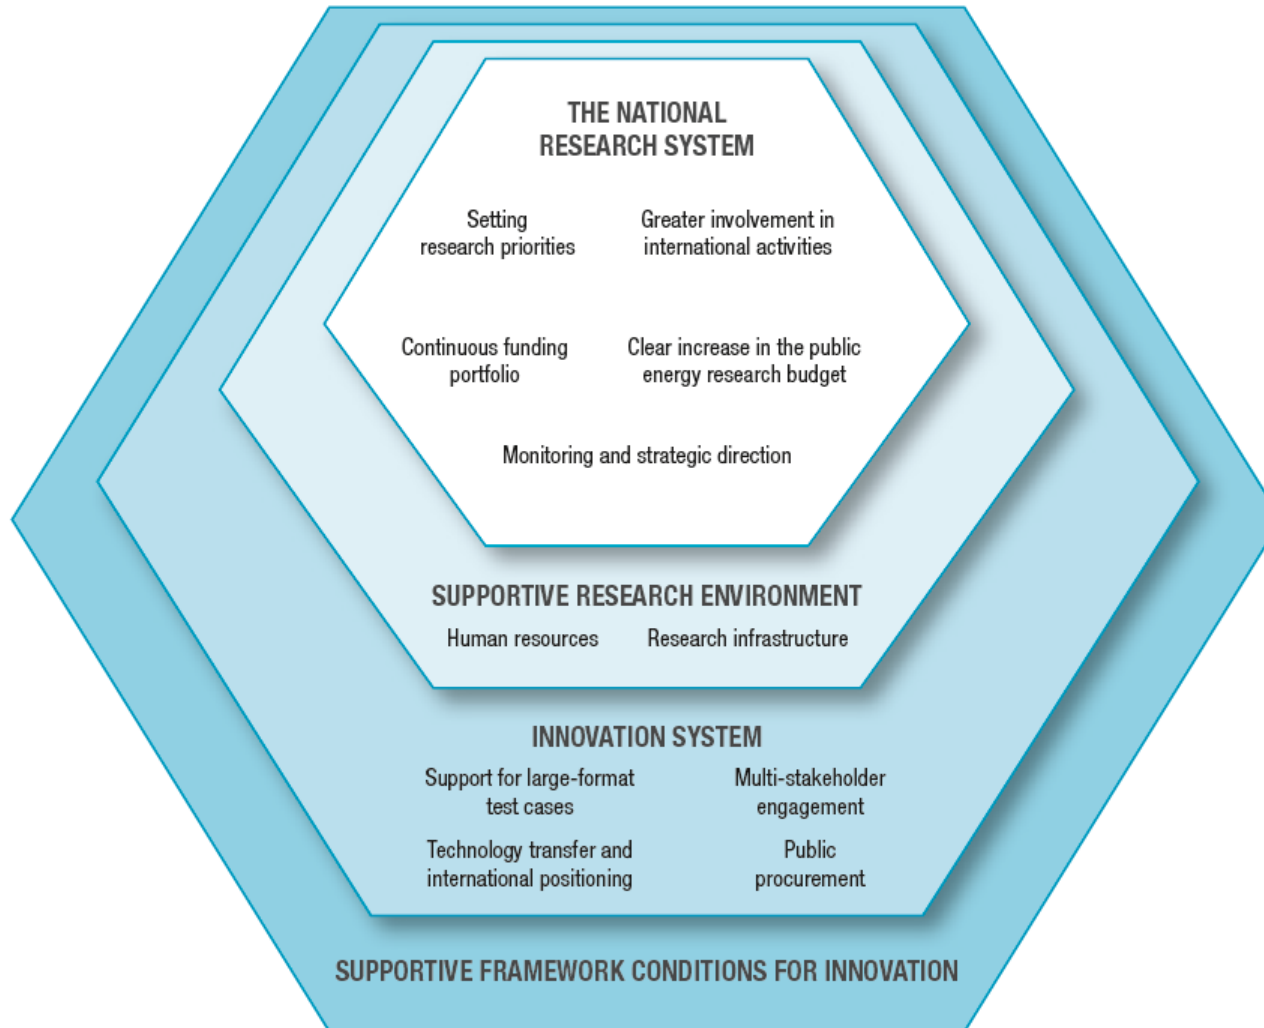 THE NATIONAL
RESEARCH SYSTEM
Setting
research priorities
Greater involvement in
international activities
Continuous funding
portfolio
Clear increase in the public
energy research budget
Monitoring and strategic direction
SUPPORTIVE RESEARCH ENVIRONMENT
Human resources
Research infrastructure
INNOVATION SYSTEM
Support for large-format
test cases
Multi-stakeholder
engagement
Technology transfer and
international positioning
Public
procurement
SUPPORTIVE FRAMEWORK CONDITIONS FOR INNOVATION